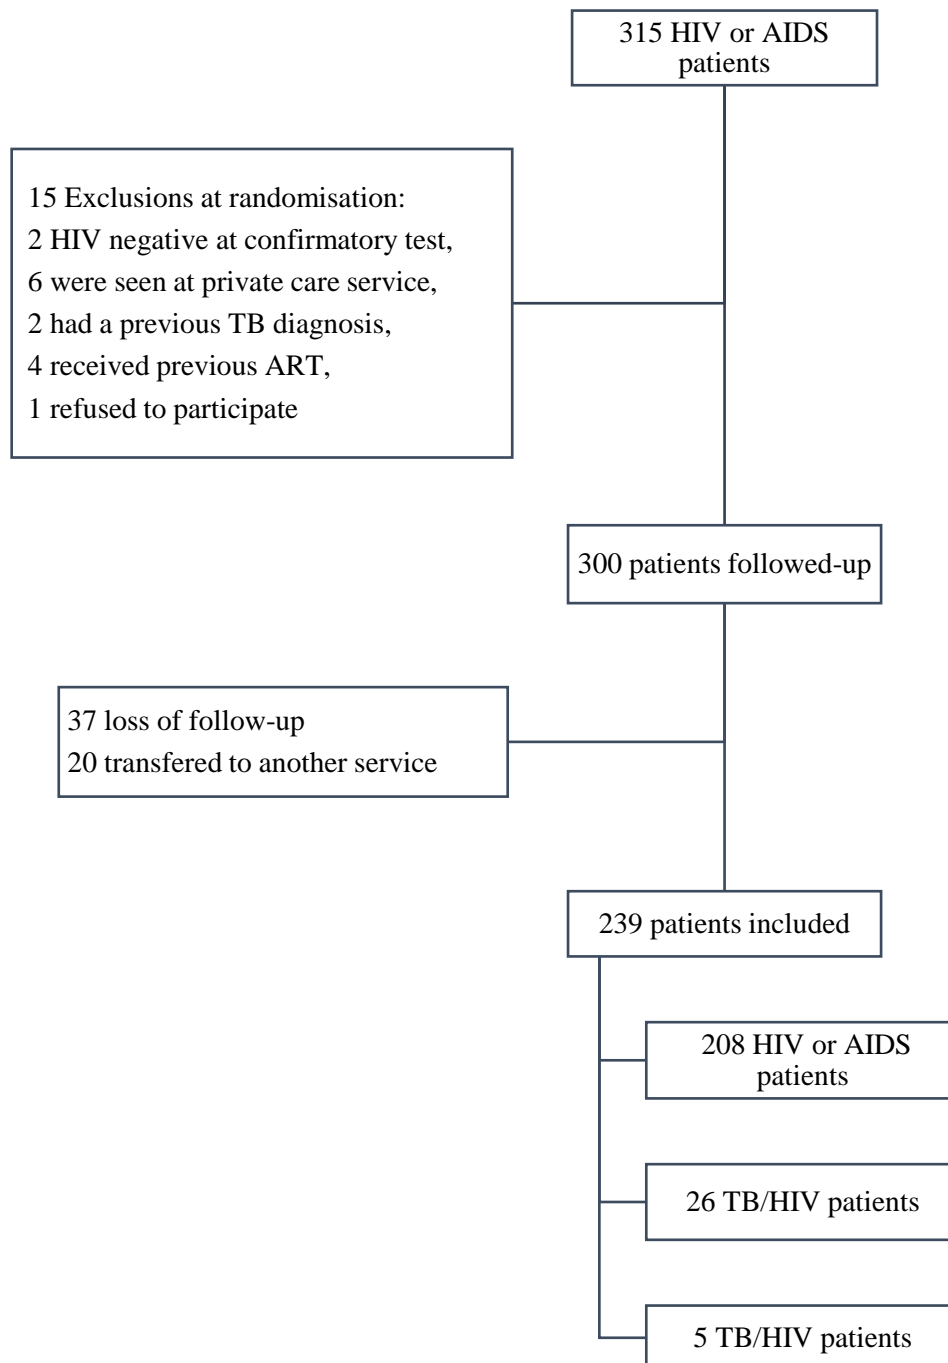 315 HIV or AIDS
patients
15 Exclusions at randomisation:
2 HIV negative at confirmatory test,
6 were seen at private care service,
2 had a previous TB diagnosis,
4 received previous ART,
1 refused to participate
300 patients followed-up
37 loss of follow-up
20 transfered to another service
239 patients included
208 HIV or AIDS
patients
26 TB/HIV patients
5 TB/HIV patients